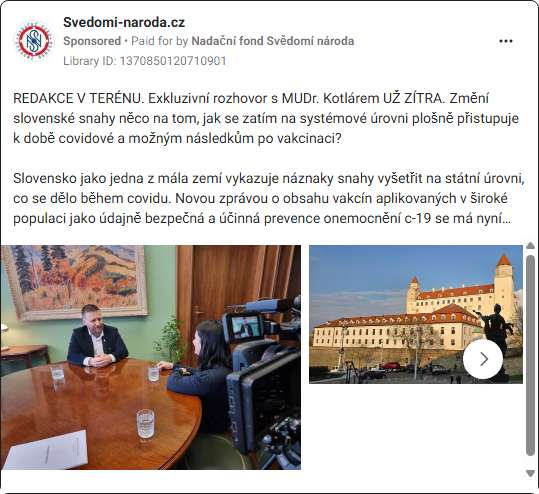 Svedomi-naroda.cz
Sponsored • Paid for by Nadační fond Svědomí národa
Library ID: 1370850120710901
REDAKCE V TERÉNU. Exkluzivní rozhovor s MUDr. Kotlárem UŽ ZÍTRA. Změní
slovenské snahy něco na tom, jak se zatím na systémové úrovni plošně přistupuje
k době covidové a možným následkům po vakcinaci?
Slovensko jako jedna z mála zemí vykazuje náznaky snahy vyšetřit na státní úrovni,
co se dělo během covidu. Novou zprávou o obsahu vakcín aplikovaných v široké
populaci jako údajně bezpečná a účinná prevence onemocnění c-19 se má nyní...